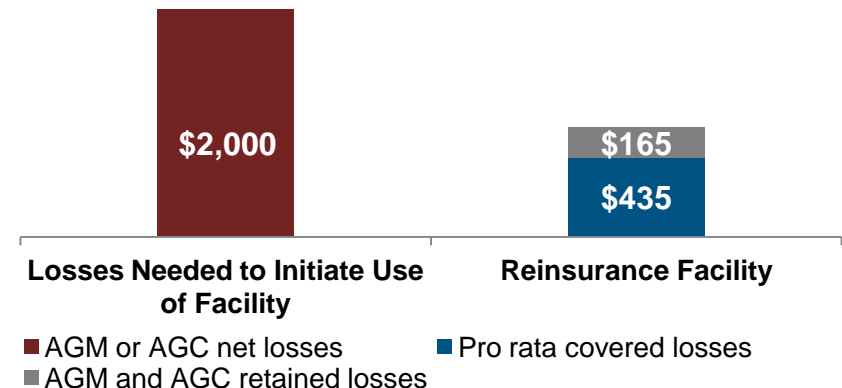 $2,000
$165
$435
Losses Needed to Initiate Use
of Facility
Reinsurance Facility
AGM or AGC net losses
Pro rata covered losses
AGM and AGC retained losses